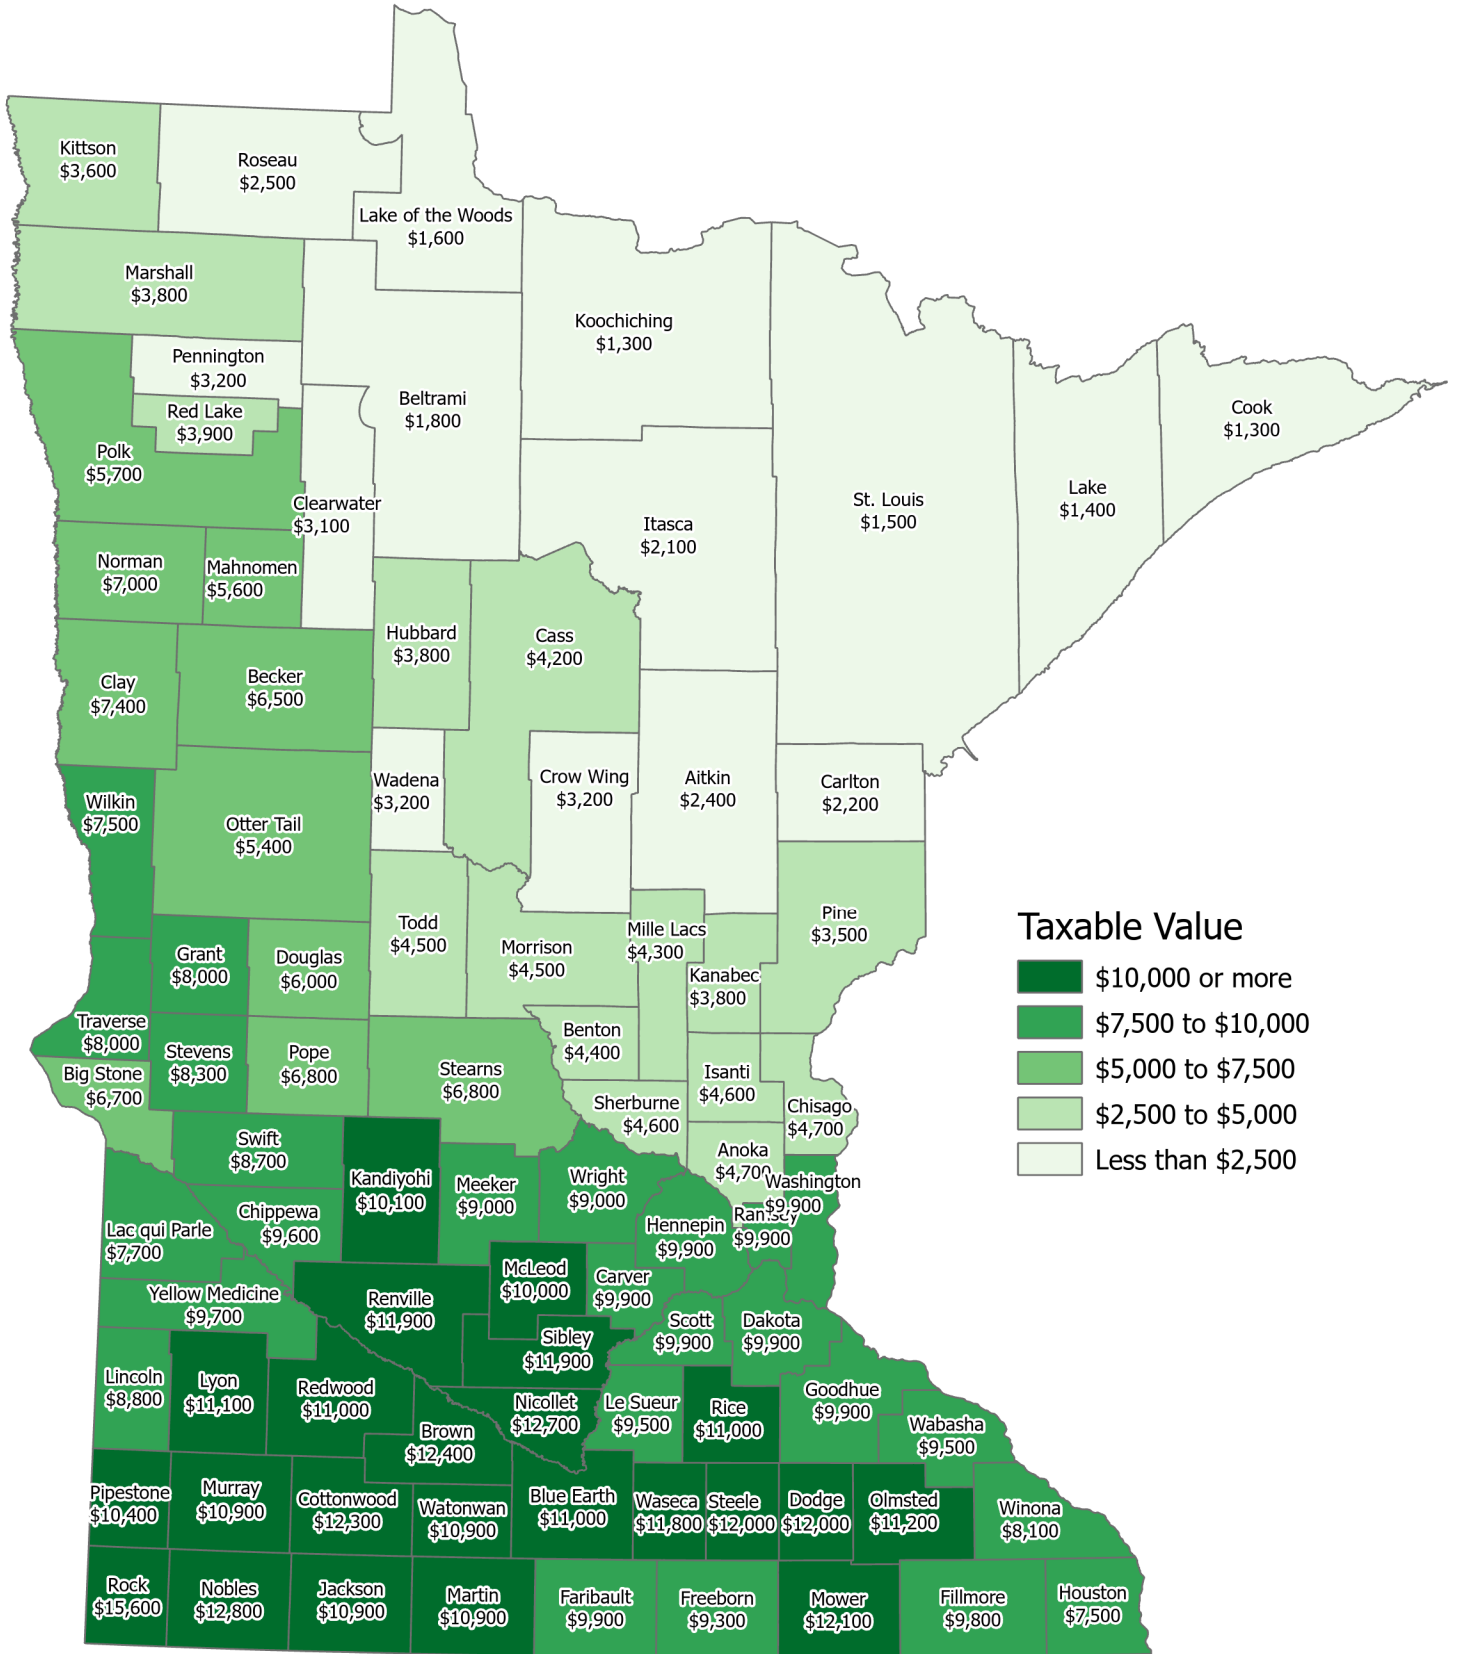 Kittson
$3,600
Roseau
$2,500
Lake of the Woods
$1,600
Marshall
$3,800
Koochiching
$1,300
Pennington
$3,200
Beltrami
$1,800
Red Lake
$3,900
Cook
$1,300
Polk
$5,700
Clearwater
$3,100
St. Louis
$1,500
Lake
$1,400
Itasca
$2,100
Norman
$7,000
Mahnomen
$5,600
Hubbard
$3,800
Cass
$4,200
Clay
$7,400
Becker
$6,500
Wadena
$3,200
Crow Wing
$3,200
Aitkin
$2,400
Carlton
$2,200
Wilkin
$7,500
Otter Tail
$5,400
Todd
$4,500
Morrison
$4,500
Mille Lacs
$4,300
Pine
$3,500
Grant
$8,000
Douglas
$6,000
Kanabec
$3,800
Traverse
$8,000
Stevens
$8,300
Pope
$6,800
Stearns
$6,800
Benton
$4,400
Big Stone
$6,700
Isanti
$4,600
Sherburne
$4,600
Chisago
$4,700
Swift
$8,700
Kandiyohi
$10,100
Meeker
$9,000
Wright
$9,000
Anoka
$4,700
Washington
$9,900
Ramsey
$9,900
Hennepin
$9,900
Lac qui Parle
$7,700
Chippewa
$9,600
McLeod
$10,000
Carver
$9,900
Yellow Medicine
$9,700
Renville
$11,900
Sibley
$11,900
Scott
$9,900
Dakota
$9,900
Lincoln
$8,800
Lyon
$11,100
Redwood
$11,000
Nicollet
$12,700
Le Sueur
$9,500
Rice
$11,000
Goodhue
$9,900
Brown
$12,400
Wabasha
$9,500
Pipestone
$10,400
Murray
$10,900
Cottonwood
$12,300
Watonwan
$10,900
Blue Earth
$11,000
Waseca
$11,800
Steele
$12,000
Dodge
$12,000
Olmsted
$11,200
Winona
$8,100
Rock
$15,600
Nobles
$12,800
Jackson
$10,900
Martin
$10,900
Faribault
$9,900
Freeborn
$9,300
Mower
$12,100
Fillmore
$9,800
Houston
$7,500
Taxable Value
$10,000 or more
$7,500 to $10,000
$5,000 to $7,500
$2,500 to $5,000
Less than $2,500